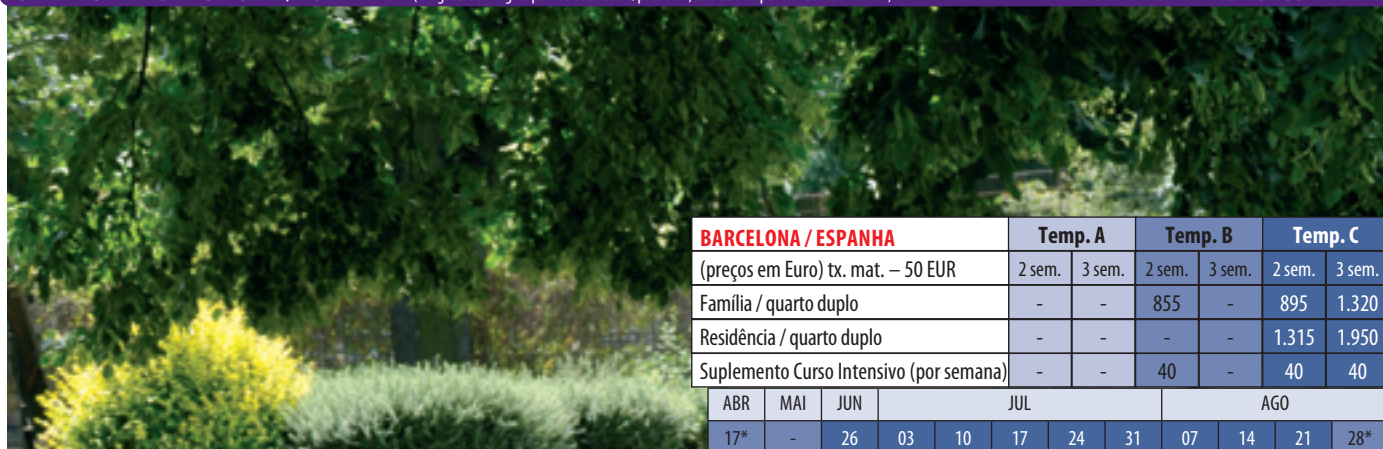 BARCELONA / ESPANHA Temp. A Temp. B Temp. C
(preços em Euro) tx. mat. – 50 EUR 2 sem. 3 sem. 2 sem. 3 sem. 2 sem. 3 sem.
Família / quarto duplo - - 855 - 895 1.320
Residência / quarto duplo - - - - 1.315 1.950
Suplemento Curso Intensivo (por semana) - - 40 - 40 40
ABR MAI JUN JUL AGO
17* - 26 03 10 17 24 31 07 14 21 28*